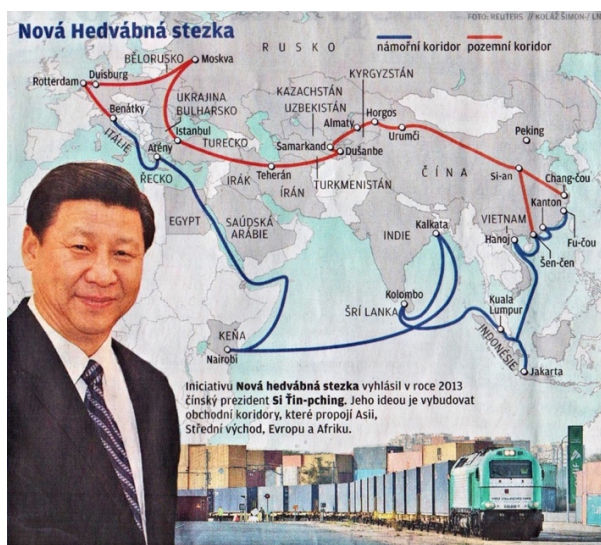 FOTO: REUTERS // KOLÁŽ ŠIMON / LN
Nová Hedvábná stezka
námořní koridor
pozemní koridor
RUSKO
BĚLORUSKO
Moskva
Rotterdam
Duisburg
KYRGYZSTÁN
KAZACHSTÁN
UZBEKISTÁN
UKRAJINA
BULHARSKO
Benátky
Almaty
Horgos
Urumči
Istanbul
ITÁLIE
Atény
TURECKO
Samarkand
Dušanbe
Peking
ŘECKO
Teherán
ČÍNA
Si-an
Chang-čou
IRÁK
ÍRÁN
TURKMENISTÁN
Kanton
EGYPT
SAÚDSKÁ
ARÁBIE
INDIE
Kalkata
VIETNAM
Hanoj
Fu-čou
Šen-čen
Kolombo
ŠRÍ LANKA
Kuala
Lumpur
KEŇA
INDONÉSIE
Nairobi
Jakarta
Iniciativu Nová hedvábná stezka vyhlásil v roce 2013
čínský prezident Si Ťin-pching. Jeho ideou je vybudovat
obchodní koridory, které propojí Asii,
Střední východ, Evropu a Afriku.